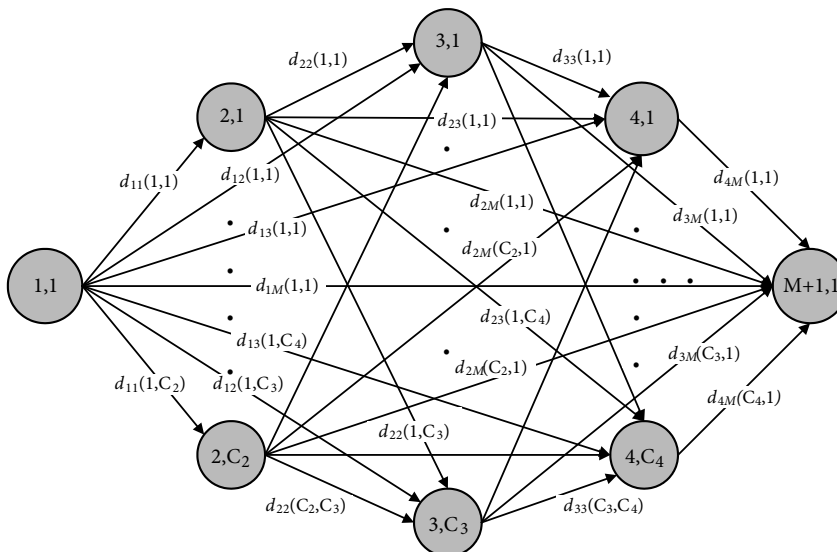 3,1
d₂₂(1,1)
d₃₃(1,1)
2,1
d₂₃(1,1)
4,1
d₁₁(1,1)
d₁₂(1,1)
d₄M(1,1)
d₂M(1,1)
d₃M(1,1)
d₁₃(1,1)
d₂M(C₂,1)
1,1
d₁M(1,1)
M+1,1
d₂₃(1,C₄)
d₁₃(1,C₄)
d₃M(C₃,1)
d₂M(C₂,1)
d₁₁(1,C₂)
d₁₂(1,C₃)
d₄M(C₄,1)
d₂₂(1,C₃)
2,C₂
4,C₄
d₂₂(C₂,C₃)
d₃₃(C₃,C₄)
3,C₃